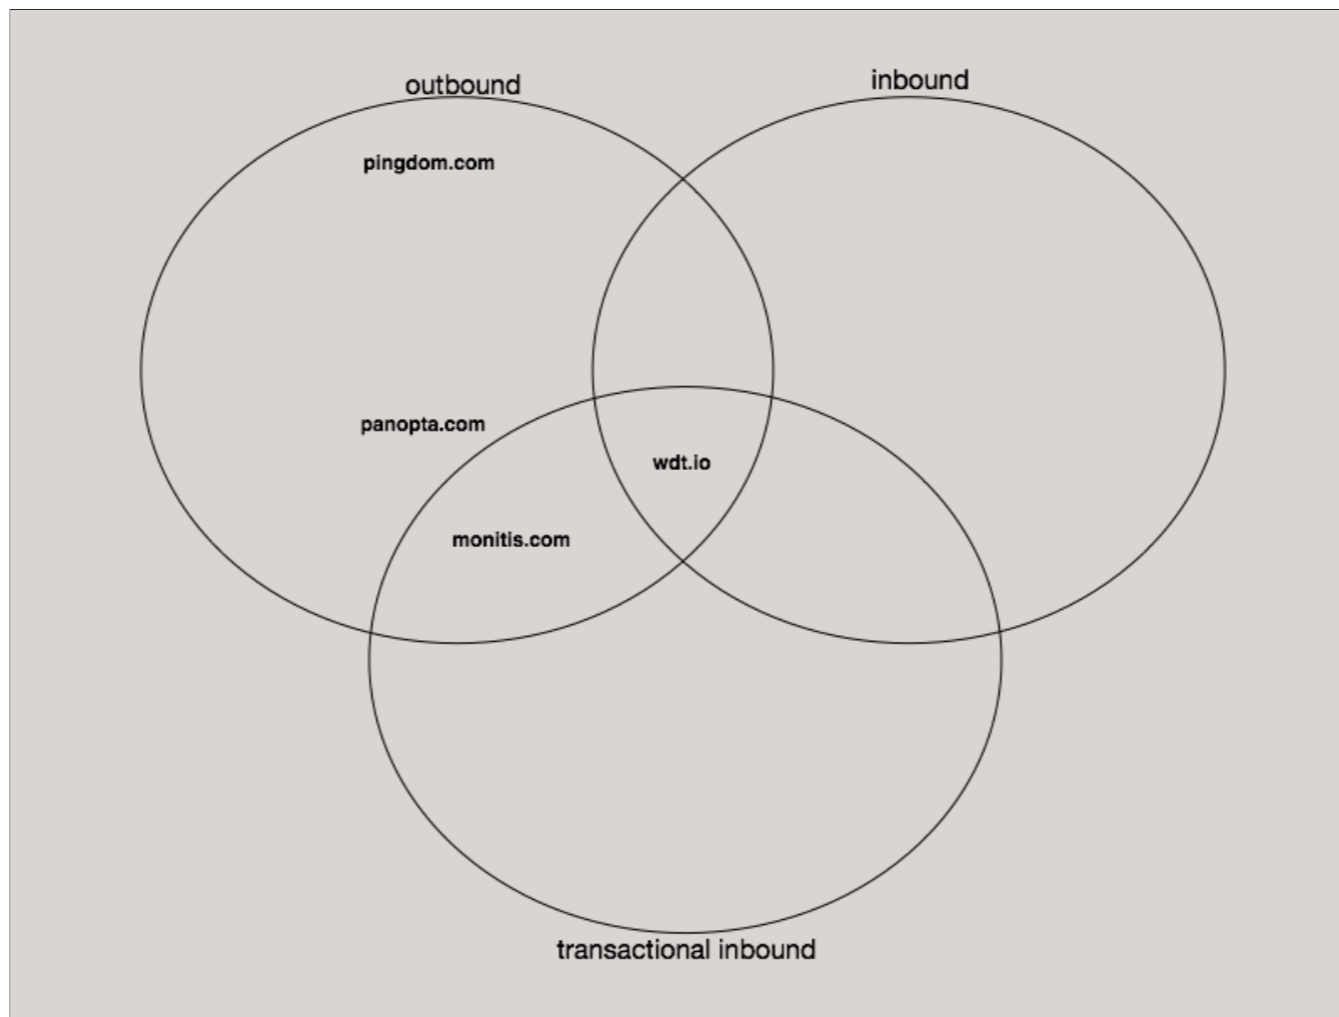 outbound
inbound
pingdom.com
panopta.com
wdt.io
monitis.com
transactional inbound